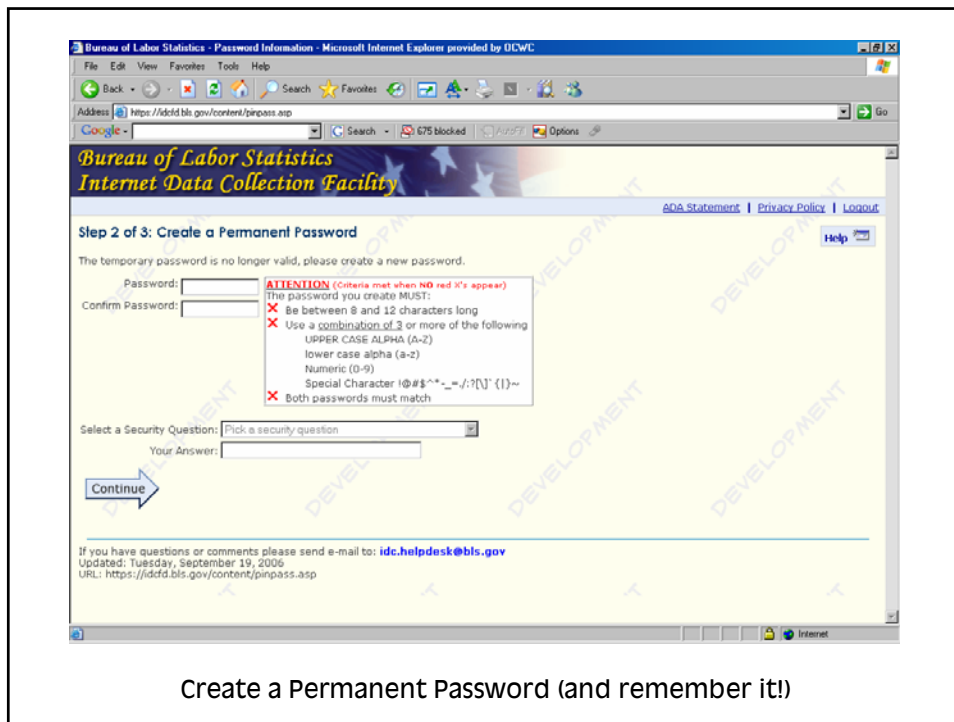 Bureau of Labor Statistics - Password Information - Microsoft Internet Explorer provided by OCWC
File Edit View Favorites Tools Help
Back Search Favorites
Address https://idcfd.bls.gov/content/pinpass.asp Go
Google - Search 675 blocked AutoFill Options
Bureau of Labor Statistics
Internet Data Collection Facility
ADA Statement | Privacy Policy | Logout
Step 2 of 3: Create a Permanent Password
Help
The temporary password is no longer valid, please create a new password.
Password:
Confirm Password:
ATTENTION (Criteria met when NO red X's appear)
The password you create MUST:
Be between 8 and 12 characters long
Use a combination of 3 or more of the following
UPPER CASE ALPHA (A-Z)
lower case alpha (a-z)
Numeric (0-9)
Special Character !@#$^*-_=,/:?[\]`{|}~
Both passwords must match
Select a Security Question: Pick a security question
Your Answer:
Continue
If you have questions or comments please send e-mail to: idc.helpdesk@bls.gov
Updated: Tuesday, September 19, 2006
URL: https://idcfd.bls.gov/content/pinpass.asp
DEVELOPMENT
Internet
Create a Permanent Password (and remember it!)